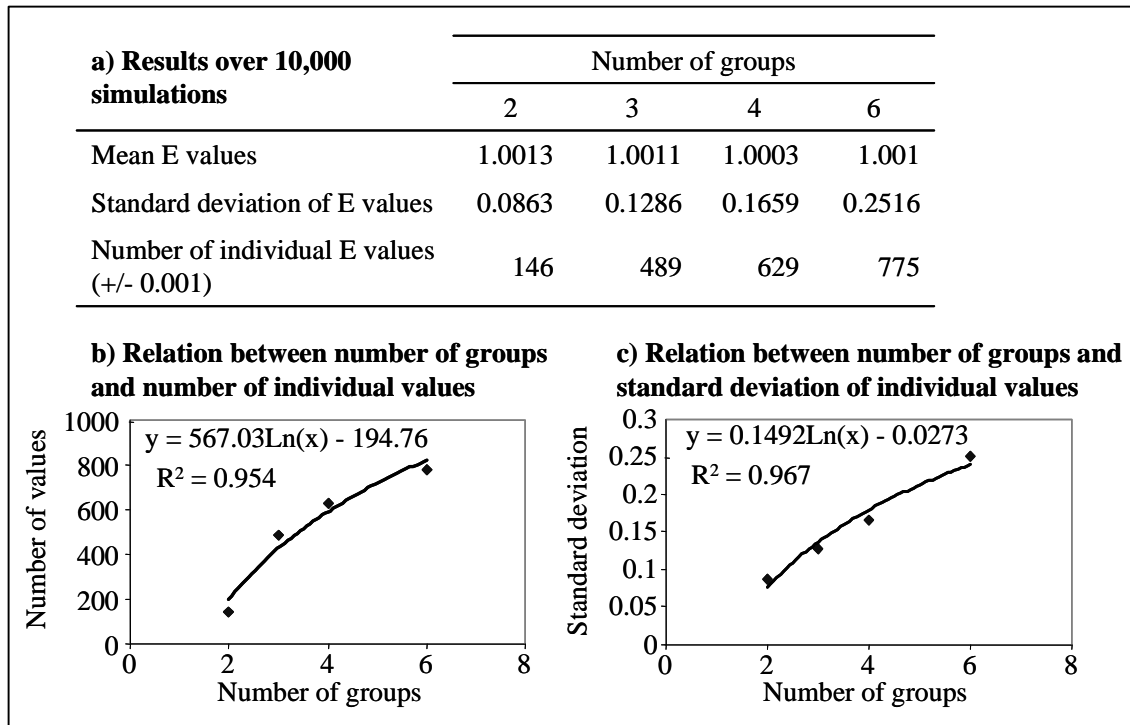 a) Results over 10,000
simulations
Number of groups
2 3 4 6
Mean E values 1.0013 1.0011 1.0003 1.001
Standard deviation of E values 0.0863 0.1286 0.1659 0.2516
Number of individual E values
(+/- 0.001) 146 489 629 775
b) Relation between number of groups
and number of individual values
1000
800
600
400
200
0
y = 567.03Ln(x) - 194.76
R² = 0.954
Number of values
0 2 4 6 8
Number of groups
c) Relation between number of groups and
standard deviation of individual values
0.3
0.25
0.2
0.15
0.1
0.05
0
y = 0.1492Ln(x) - 0.0273
R² = 0.967
Standard deviation
0 2 4 6 8
Number of groups